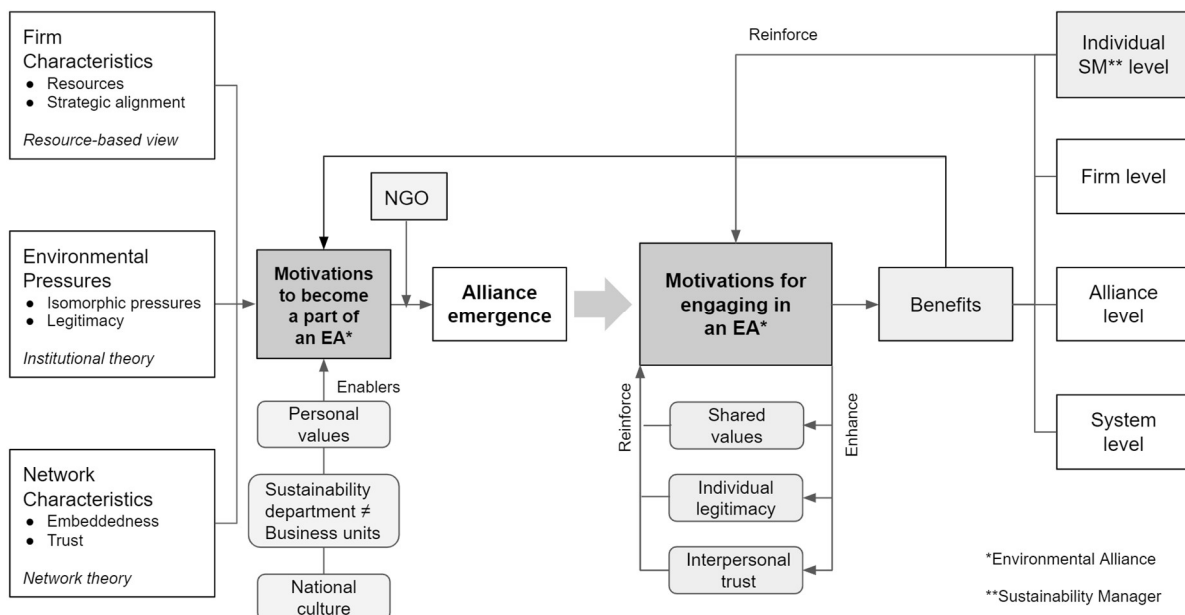 Firm
Characteristics
● Resources
● Strategic alignment
Resource-based view
Environmental
Pressures
● Isomorphic pressures
● Legitimacy
Institutional theory
Network
Characteristics
● Embeddedness
● Trust
Network theory
NGO
Motivations
to become
a part of
an EA*
Enablers
Personal
values
Sustainability
department ≠
Business units
National
culture
Alliance
emergence
Reinforce
Motivations for
engaging in
an EA*
Reinforce
Enhance
Shared
values
Individual
legitimacy
Interpersonal
trust
Benefits
Individual
SM** level
Firm level
Alliance
level
System
level
*Environmental Alliance
**Sustainability Manager